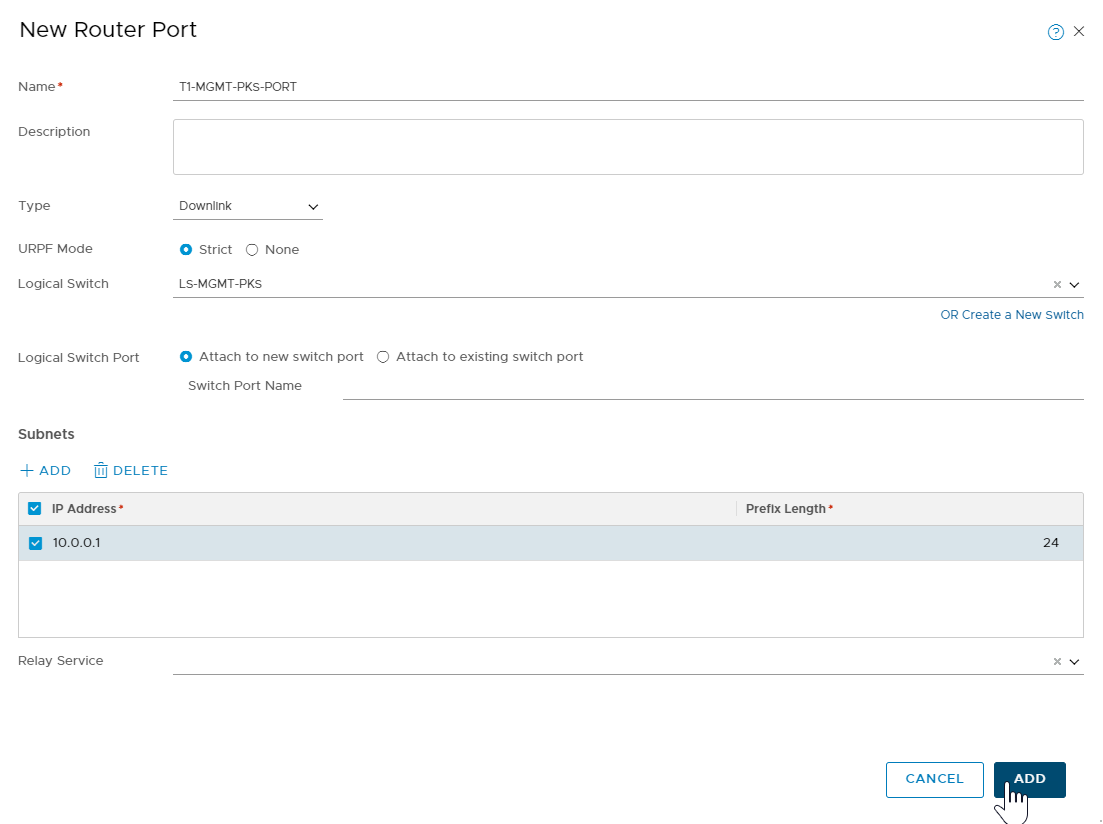 New Router Port
?
Name*
T1-MGMT-PKS-PORT
Description
Type
Downlink
URPF Mode
Strict
None
Logical Switch
LS-MGMT-PKS
OR Create a New Switch
Logical Switch Port
Attach to new switch port
Attach to existing switch port
Switch Port Name
Subnets
+ ADD
DELETE
IP Address*
Prefix Length*
10.0.0.1
24
Relay Service
CANCEL
ADD